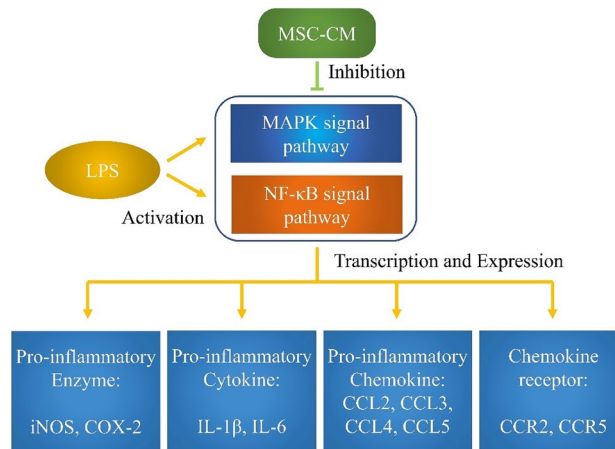 MSC-CM
Inhibition
MAPK signal
pathway
LPS
NF-κB signal
pathway
Activation
Transcription and Expression
Pro-inflammatory
Enzyme:
iNOS, COX-2
Pro-inflammatory
Cytokine:
IL-1β, IL-6
Pro-inflammatory
Chemokine:
CCL2, CCL3,
CCL4, CCL5
Chemokine
receptor:
CCR2, CCR5